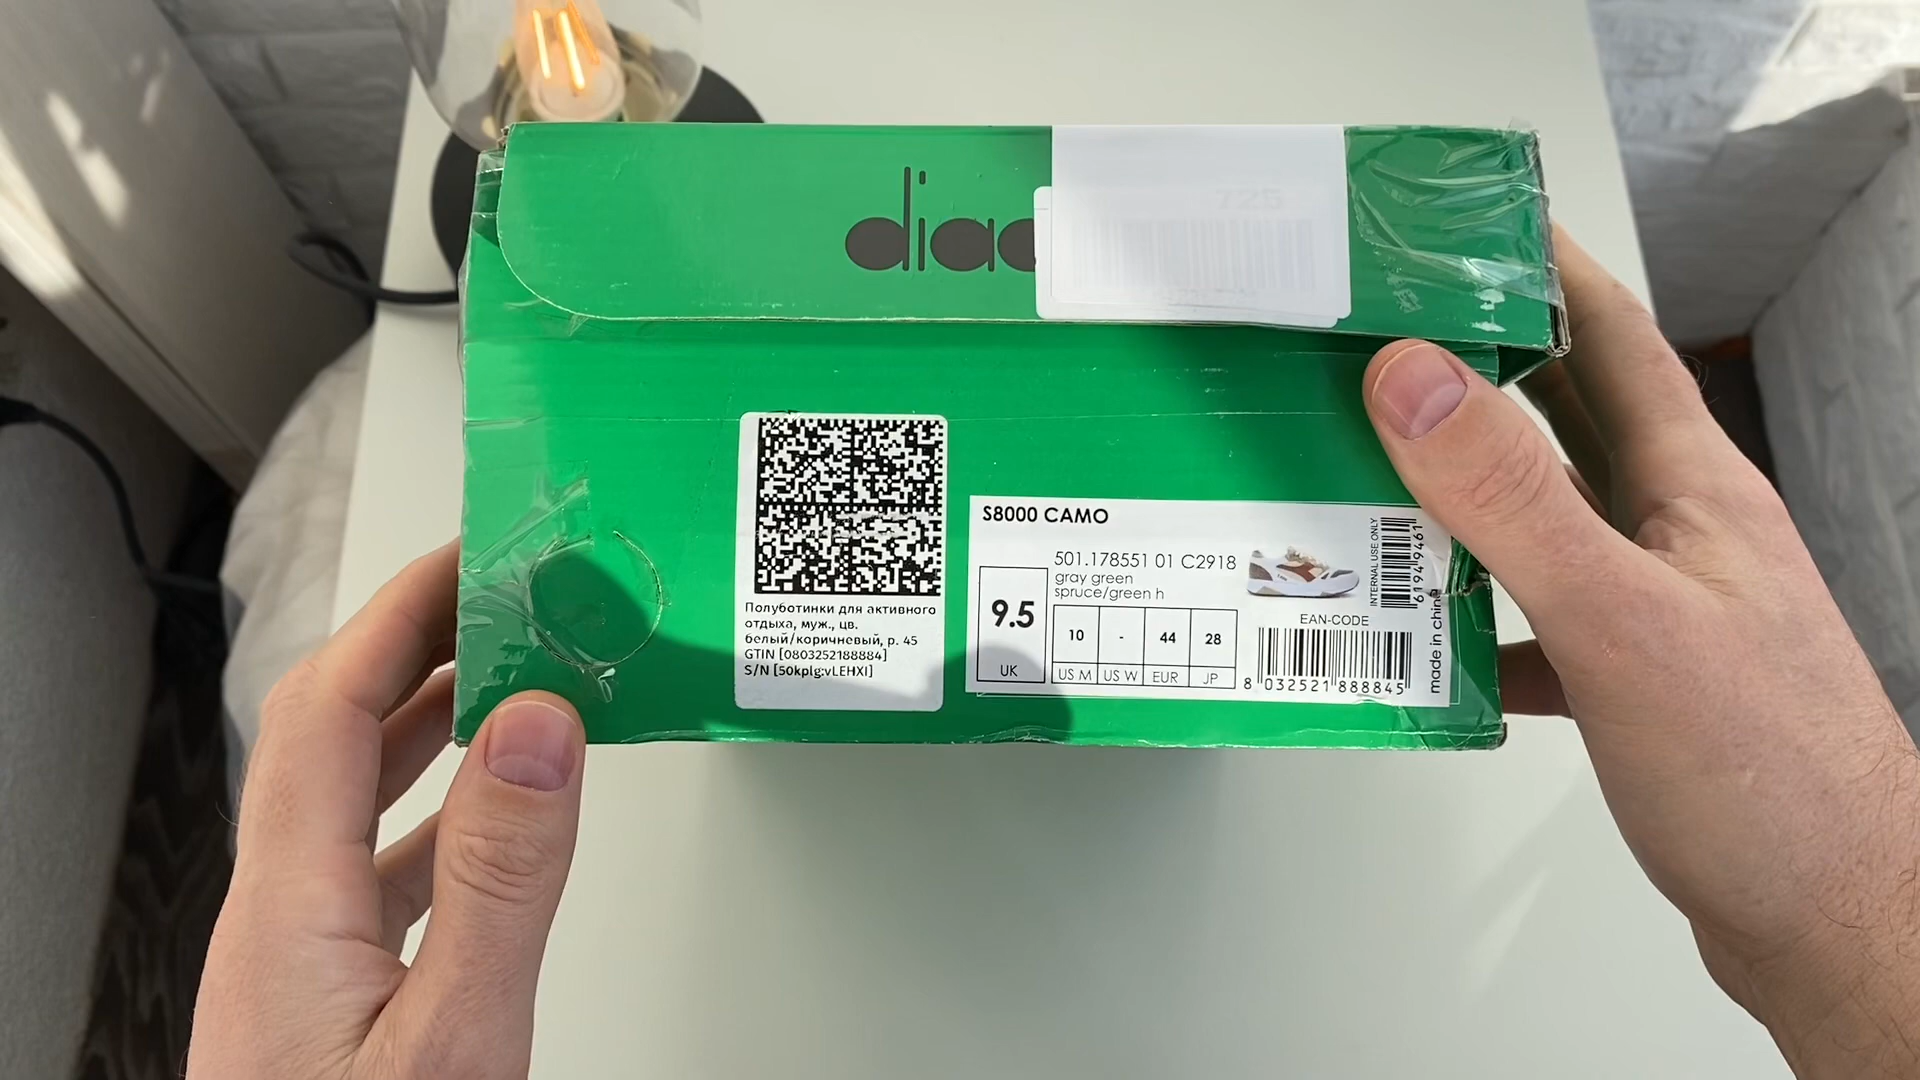 diad
S8000 CAMO
501.178551 01 C2918
gray green
spruce/green h
9.5
UK
10 - 44 28
US M US W EUR JP
INTERNAL USE ONLY
619494461
EAN-CODE
8 032521 888845
made in china
Полуботинки для активного
отдыха, муж., цв.
белый/коричневый, р. 45
GTIN [0803252188884]
S/N [50kplg:vLEHXI]